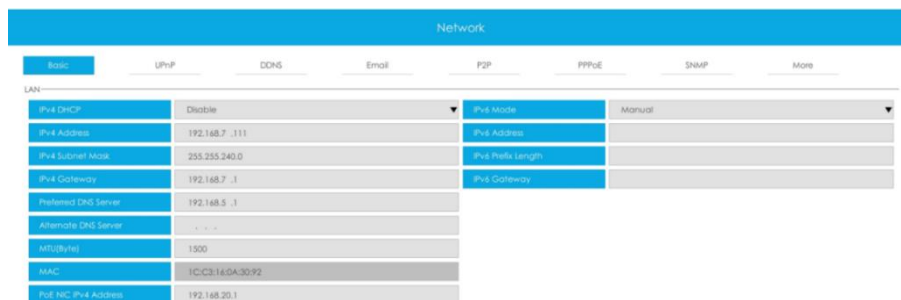 Network
Basic UPnP DDNS Email P2P PPPoE SNMP More
LAN
IPv4 DHCP Disable IPv6 Mode Manual
IPv4 Address 192.168.7 .111 IPv6 Address
IPv4 Subnet Mask 255.255.240.0 IPv6 Prefix Length
IPv4 Gateway 192.168.7 .1 IPv6 Gateway
Preferred DNS Server 192.168.5 .1
Alternate DNS Server . . .
MTU(Byte) 1500
MAC 1C:C3:16:0A:30:92
PoE NIC IPv4 Address 192.168.20.1